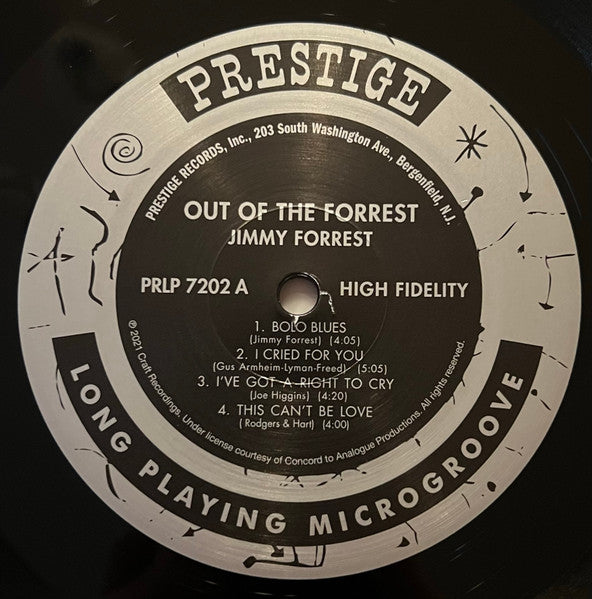 PRESTIGE
PRESTIGE RECORDS, Inc., 203 South Washington Ave., Bergenfield, N.J.
OUT OF THE FORREST
JIMMY FORREST
PRLP 7202 A
HIGH FIDELITY
1. BOLO BLUES
(Jimmy Forrest) (4:05)
2. I CRIED FOR YOU
(Gus Armheim-Lyman-Freed) (5:05)
3. I'VE GOT A RIGHT TO CRY
(Joe Higgins) (4:20)
4. THIS CAN'T BE LOVE
(Rodgers & Hart) (4:00)
℗ 2021 Craft Recordings. Under license courtesy of Concord to Analogue Productions. All rights reserved.
LONG PLAYING MICROGROOVE